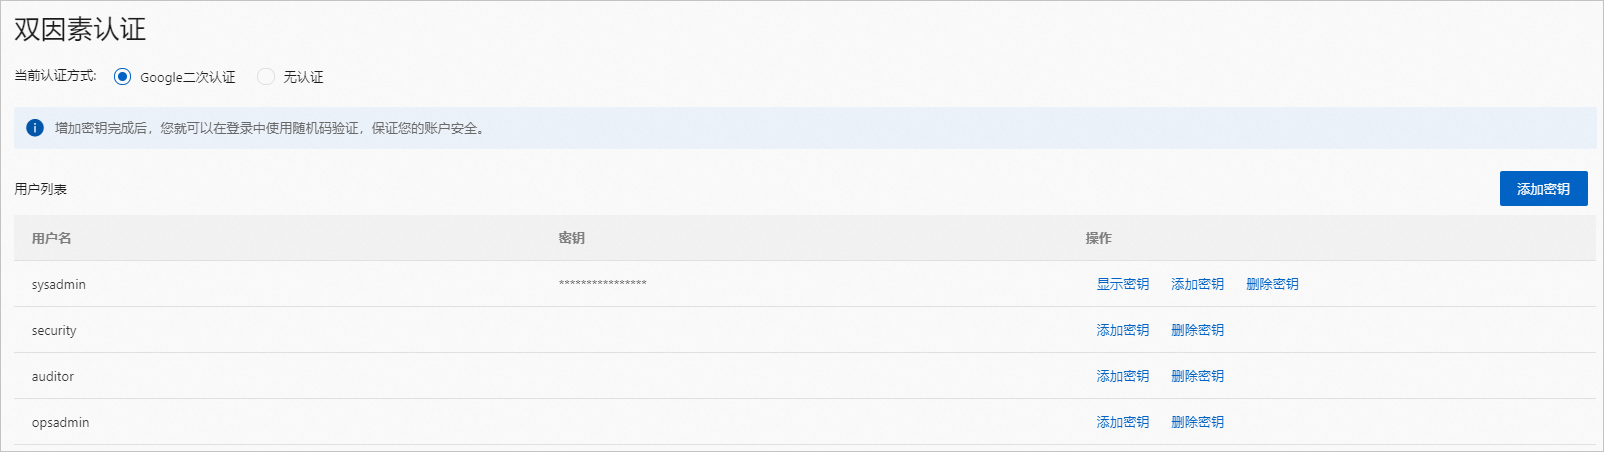 双因素认证
当前认证方式: Google二次认证 无认证
增加密钥完成后，您就可以在登录中使用随机码验证，保证您的账户安全。
用户列表 添加密钥
用户名 密钥 操作
sysadmin **************** 显示密钥 添加密钥 删除密钥
security 添加密钥 删除密钥
auditor 添加密钥 删除密钥
opsadmin 添加密钥 删除密钥